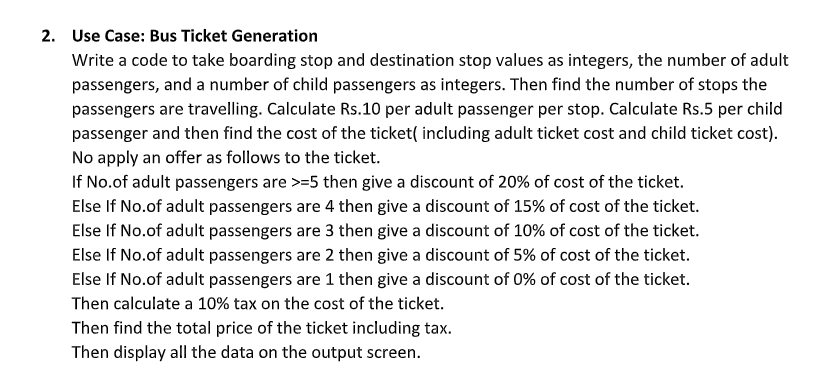 2. Use Case: Bus Ticket Generation
Write a code to take boarding stop and destination stop values as integers, the number of adult
passengers, and a number of child passengers as integers. Then find the number of stops the
passengers are travelling. Calculate Rs.10 per adult passenger per stop. Calculate Rs.5 per child
passenger and then find the cost of the ticket( including adult ticket cost and child ticket cost).
No apply an offer as follows to the ticket.
If No.of adult passengers are >=5 then give a discount of 20% of cost of the ticket.
Else If No.of adult passengers are 4 then give a discount of 15% of cost of the ticket.
Else If No.of adult passengers are 3 then give a discount of 10% of cost of the ticket.
Else If No.of adult passengers are 2 then give a discount of 5% of cost of the ticket.
Else If No.of adult passengers are 1 then give a discount of 0% of cost of the ticket.
Then calculate a 10% tax on the cost of the ticket.
Then find the total price of the ticket including tax.
Then display all the data on the output screen.